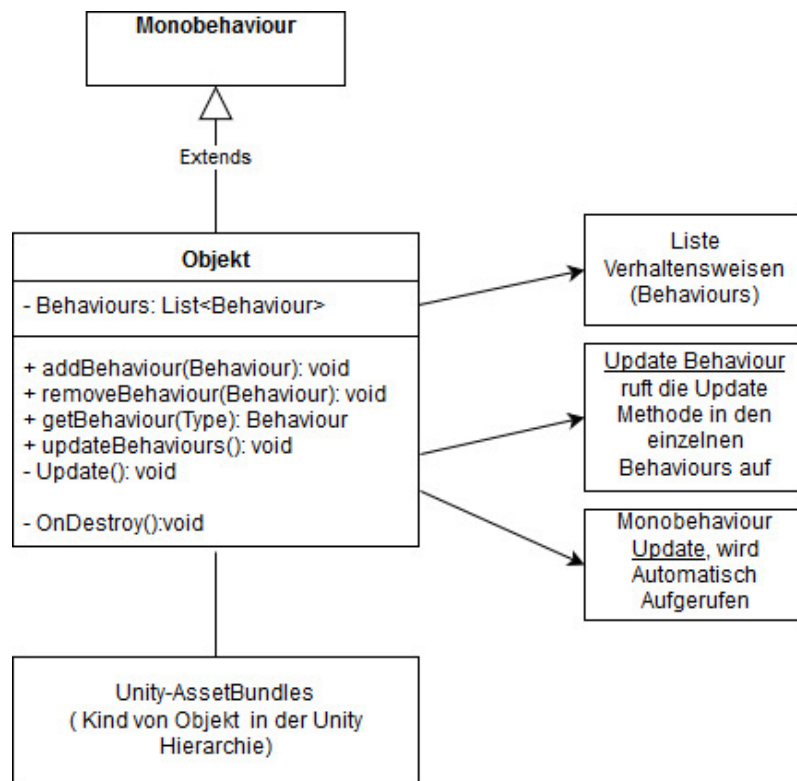 Monobehaviour
Extends
Objekt
- Behaviours: List<Behaviour>
+ addBehaviour(Behaviour): void
+ removeBehaviour(Behaviour): void
+ getBehaviour(Type): Behaviour
+ updateBehaviours(): void
- Update(): void
- OnDestroy():void
Liste
Verhaltensweisen
(Behaviours)
Update Behaviour
ruft die Update
Methode in den
einzelnen
Behaviours auf
Monobehaviour
Update, wird
Automatisch
Aufgerufen
Unity-AssetBundles
( Kind von Objekt in der Unity
Hierarchie)